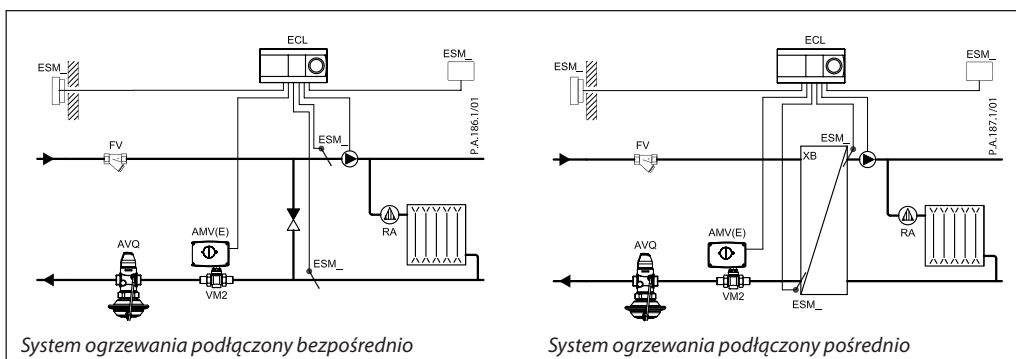 ECL
ESM_
ESM_
P.A.186.1/01
FV
ESM_
AMV(E)
RA
AVQ
VM2
ESM_
System ogrzewania podłączony bezpośrednio
ECL
ESM_
ESM_
P.A.187.1/01
FV
ESM_
XB
AMV(E)
RA
AVQ
VM2
ESM_
System ogrzewania podłączony pośrednio